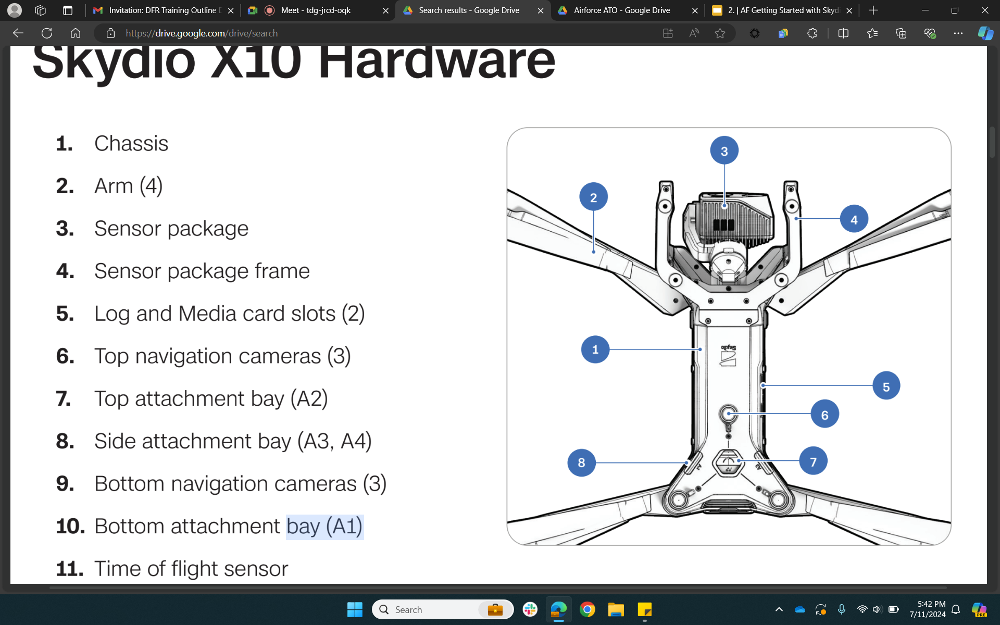 Invitation: DFR Training Outline D
Meet - tdg-jrcd-oqk
Search results - Google Drive
Airforce ATO - Google Drive
2. | AF Getting Started with Skydi
https://drive.google.com/drive/search
Skydio X10 Hardware
1. Chassis
2. Arm (4)
3. Sensor package
4. Sensor package frame
5. Log and Media card slots (2)
6. Top navigation cameras (3)
7. Top attachment bay (A2)
8. Side attachment bay (A3, A4)
9. Bottom navigation cameras (3)
10. Bottom attachment bay (A1)
11. Time of flight sensor
3
2
4
1
Skydio
5
6
8
7
Search
5:42 PM
7/11/2024
PRE